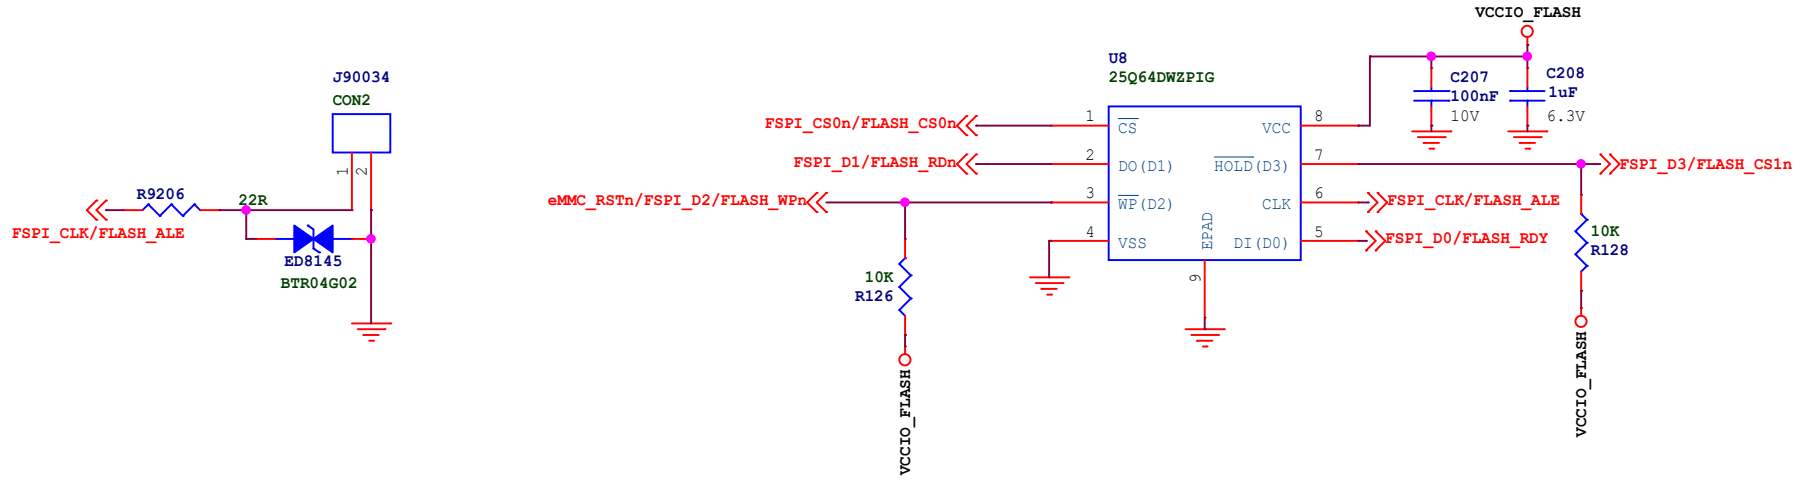 J90034
CON2
1
2
R9206
22R
FSPI_CLK/FLASH_ALE
ED8145
BTR04G02
VCCIO_FLASH
U8
25Q64DWZPIG
C207
100nF
10V
C208
1uF
6.3V
FSPI_CS0n/FLASH_CS0n
1
CS
VCC
8
FSPI_D1/FLASH_RDn
2
DO(D1)
HOLD(D3)
7
FSPI_D3/FLASH_CS1n
eMMC_RSTn/FSPI_D2/FLASH_WPn
3
WP(D2)
CLK
6
FSPI_CLK/FLASH_ALE
4
VSS
EPAD
DI(D0)
5
FSPI_D0/FLASH_RDY
9
10K
R126
VCCIO_FLASH
10K
R128
VCCIO_FLASH